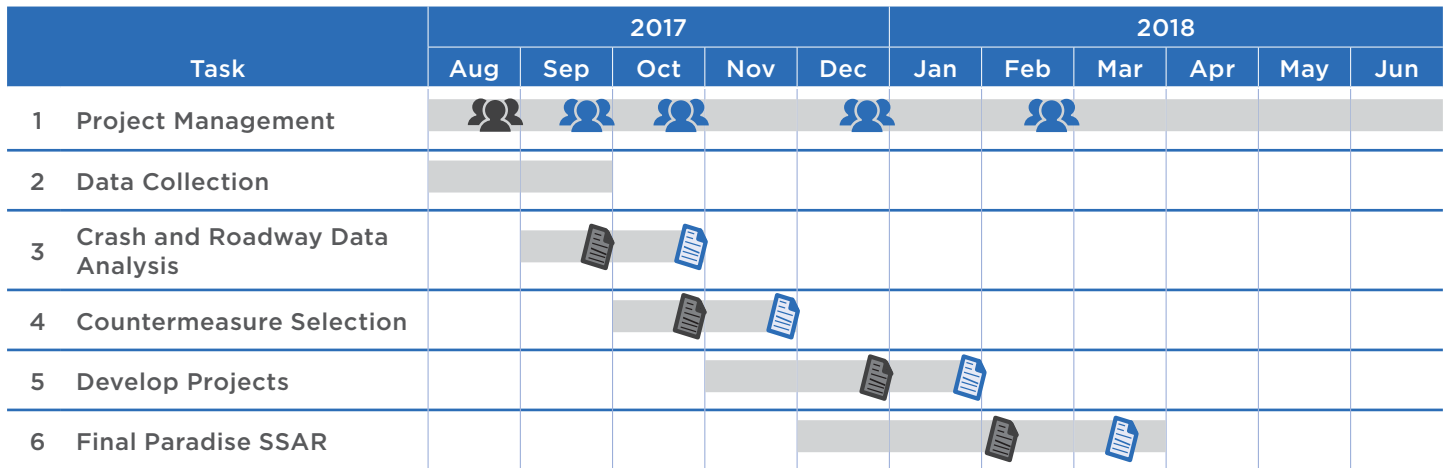 2017 2018
Task Aug Sep Oct Nov Dec Jan Feb Mar Apr May Jun
1 Project Management
2 Data Collection
3 Crash and Roadway Data
Analysis
4 Countermeasure Selection
5 Develop Projects
6 Final Paradise SSAR